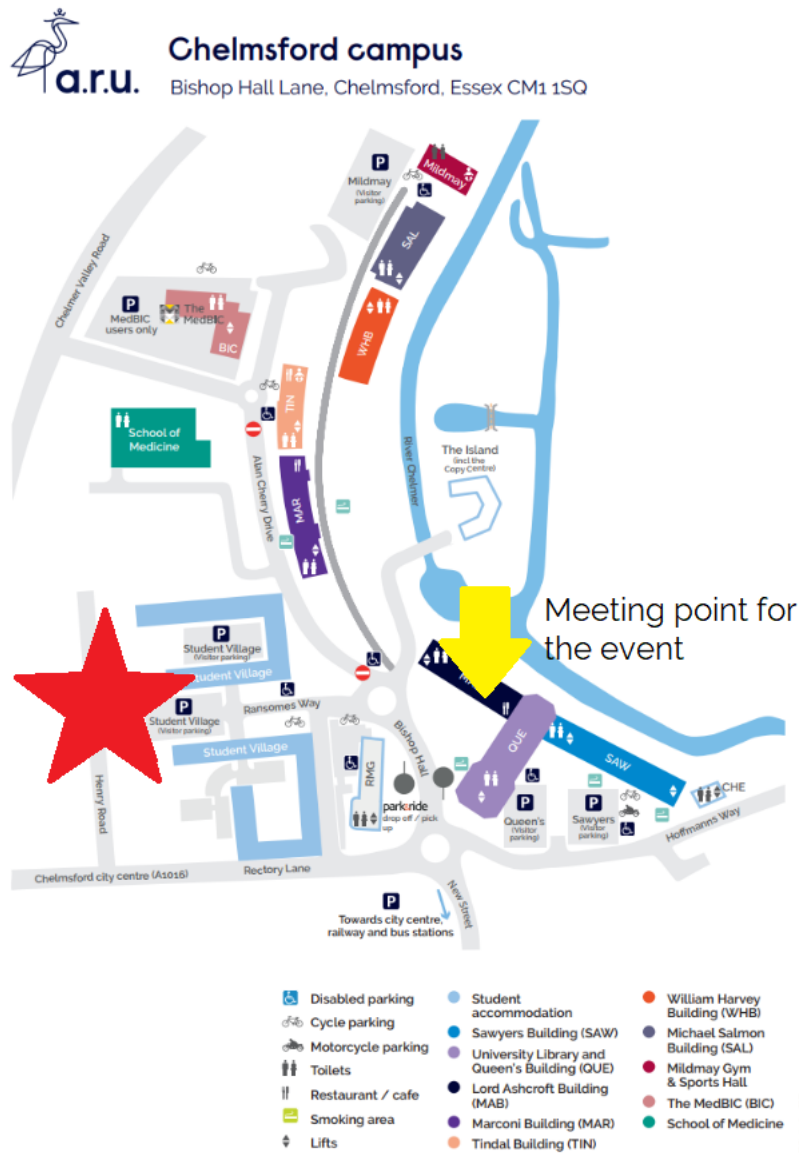 a.r.u.
Chelmsford campus
Bishop Hall Lane, Chelmsford, Essex CM1 1SQ
P
Mildmay
(Visitor
parking)
Mildmay
SAL
Chelmer Valley Road
P
MedBIC
users only
The
MedBIC
BIC
WHB
TIN
School of
Medicine
Alan Cherry Drive
MAR
River Chelmer
The Island
(incl the
Copy Centre)
Meeting point for
the event
P
Student Village
(Visitor parking)
Student Village
P
Student Village
(Visitor parking)
Ransomes Way
Student Village
Henry Road
Bishop Hall
RMG
park&ride
drop off / pick
up
QUE
SAW
P
Queen's
(Visitor
parking)
P
Sawyers
(Visitor
parking)
CHE
Hoffmanns Way
Chelmsford city centre (A1016)
Rectory Lane
New Street
P
Towards city centre,
railway and bus stations
Disabled parking
Cycle parking
Motorcycle parking
Toilets
Restaurant / cafe
Smoking area
Lifts
Student
accommodation
Sawyers Building (SAW)
University Library and
Queen's Building (QUE)
Lord Ashcroft Building
(MAB)
Marconi Building (MAR)
Tindal Building (TIN)
William Harvey
Building (WHB)
Michael Salmon
Building (SAL)
Mildmay Gym
& Sports Hall
The MedBIC (BIC)
School of Medicine